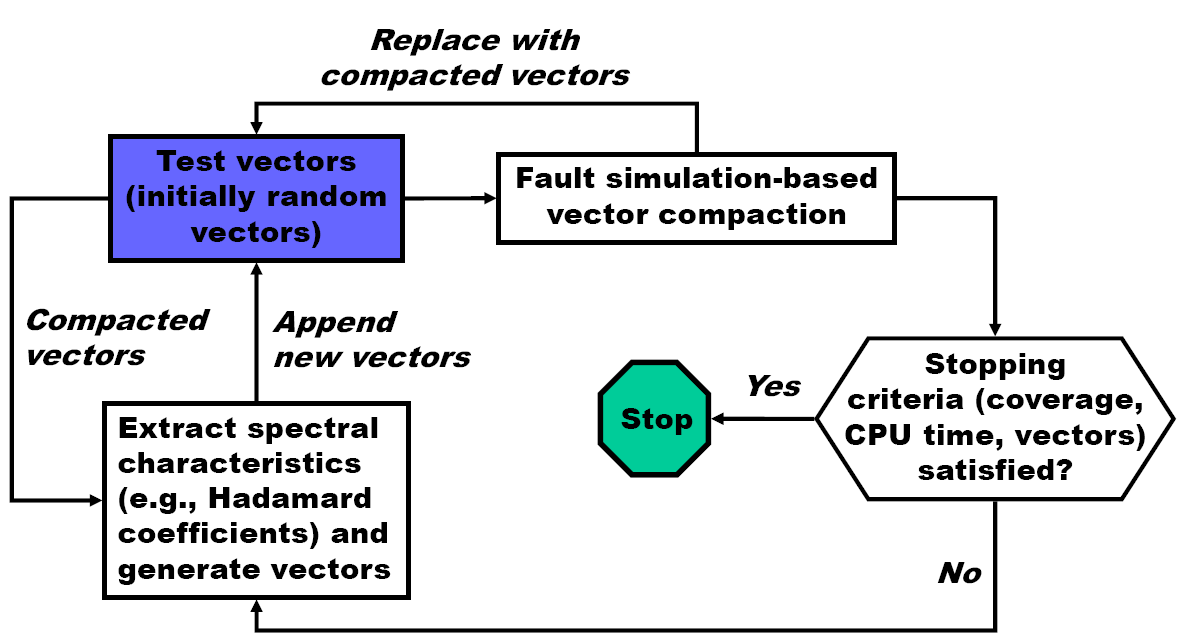 Replace with
compacted vectors
Test vectors
(initially random
vectors)
Fault simulation-based
vector compaction
Compacted
vectors
Append
new vectors
Extract spectral
characteristics
(e.g., Hadamard
coefficients) and
generate vectors
Stop
Yes
Stopping
criteria (coverage,
CPU time, vectors)
satisfied?
No